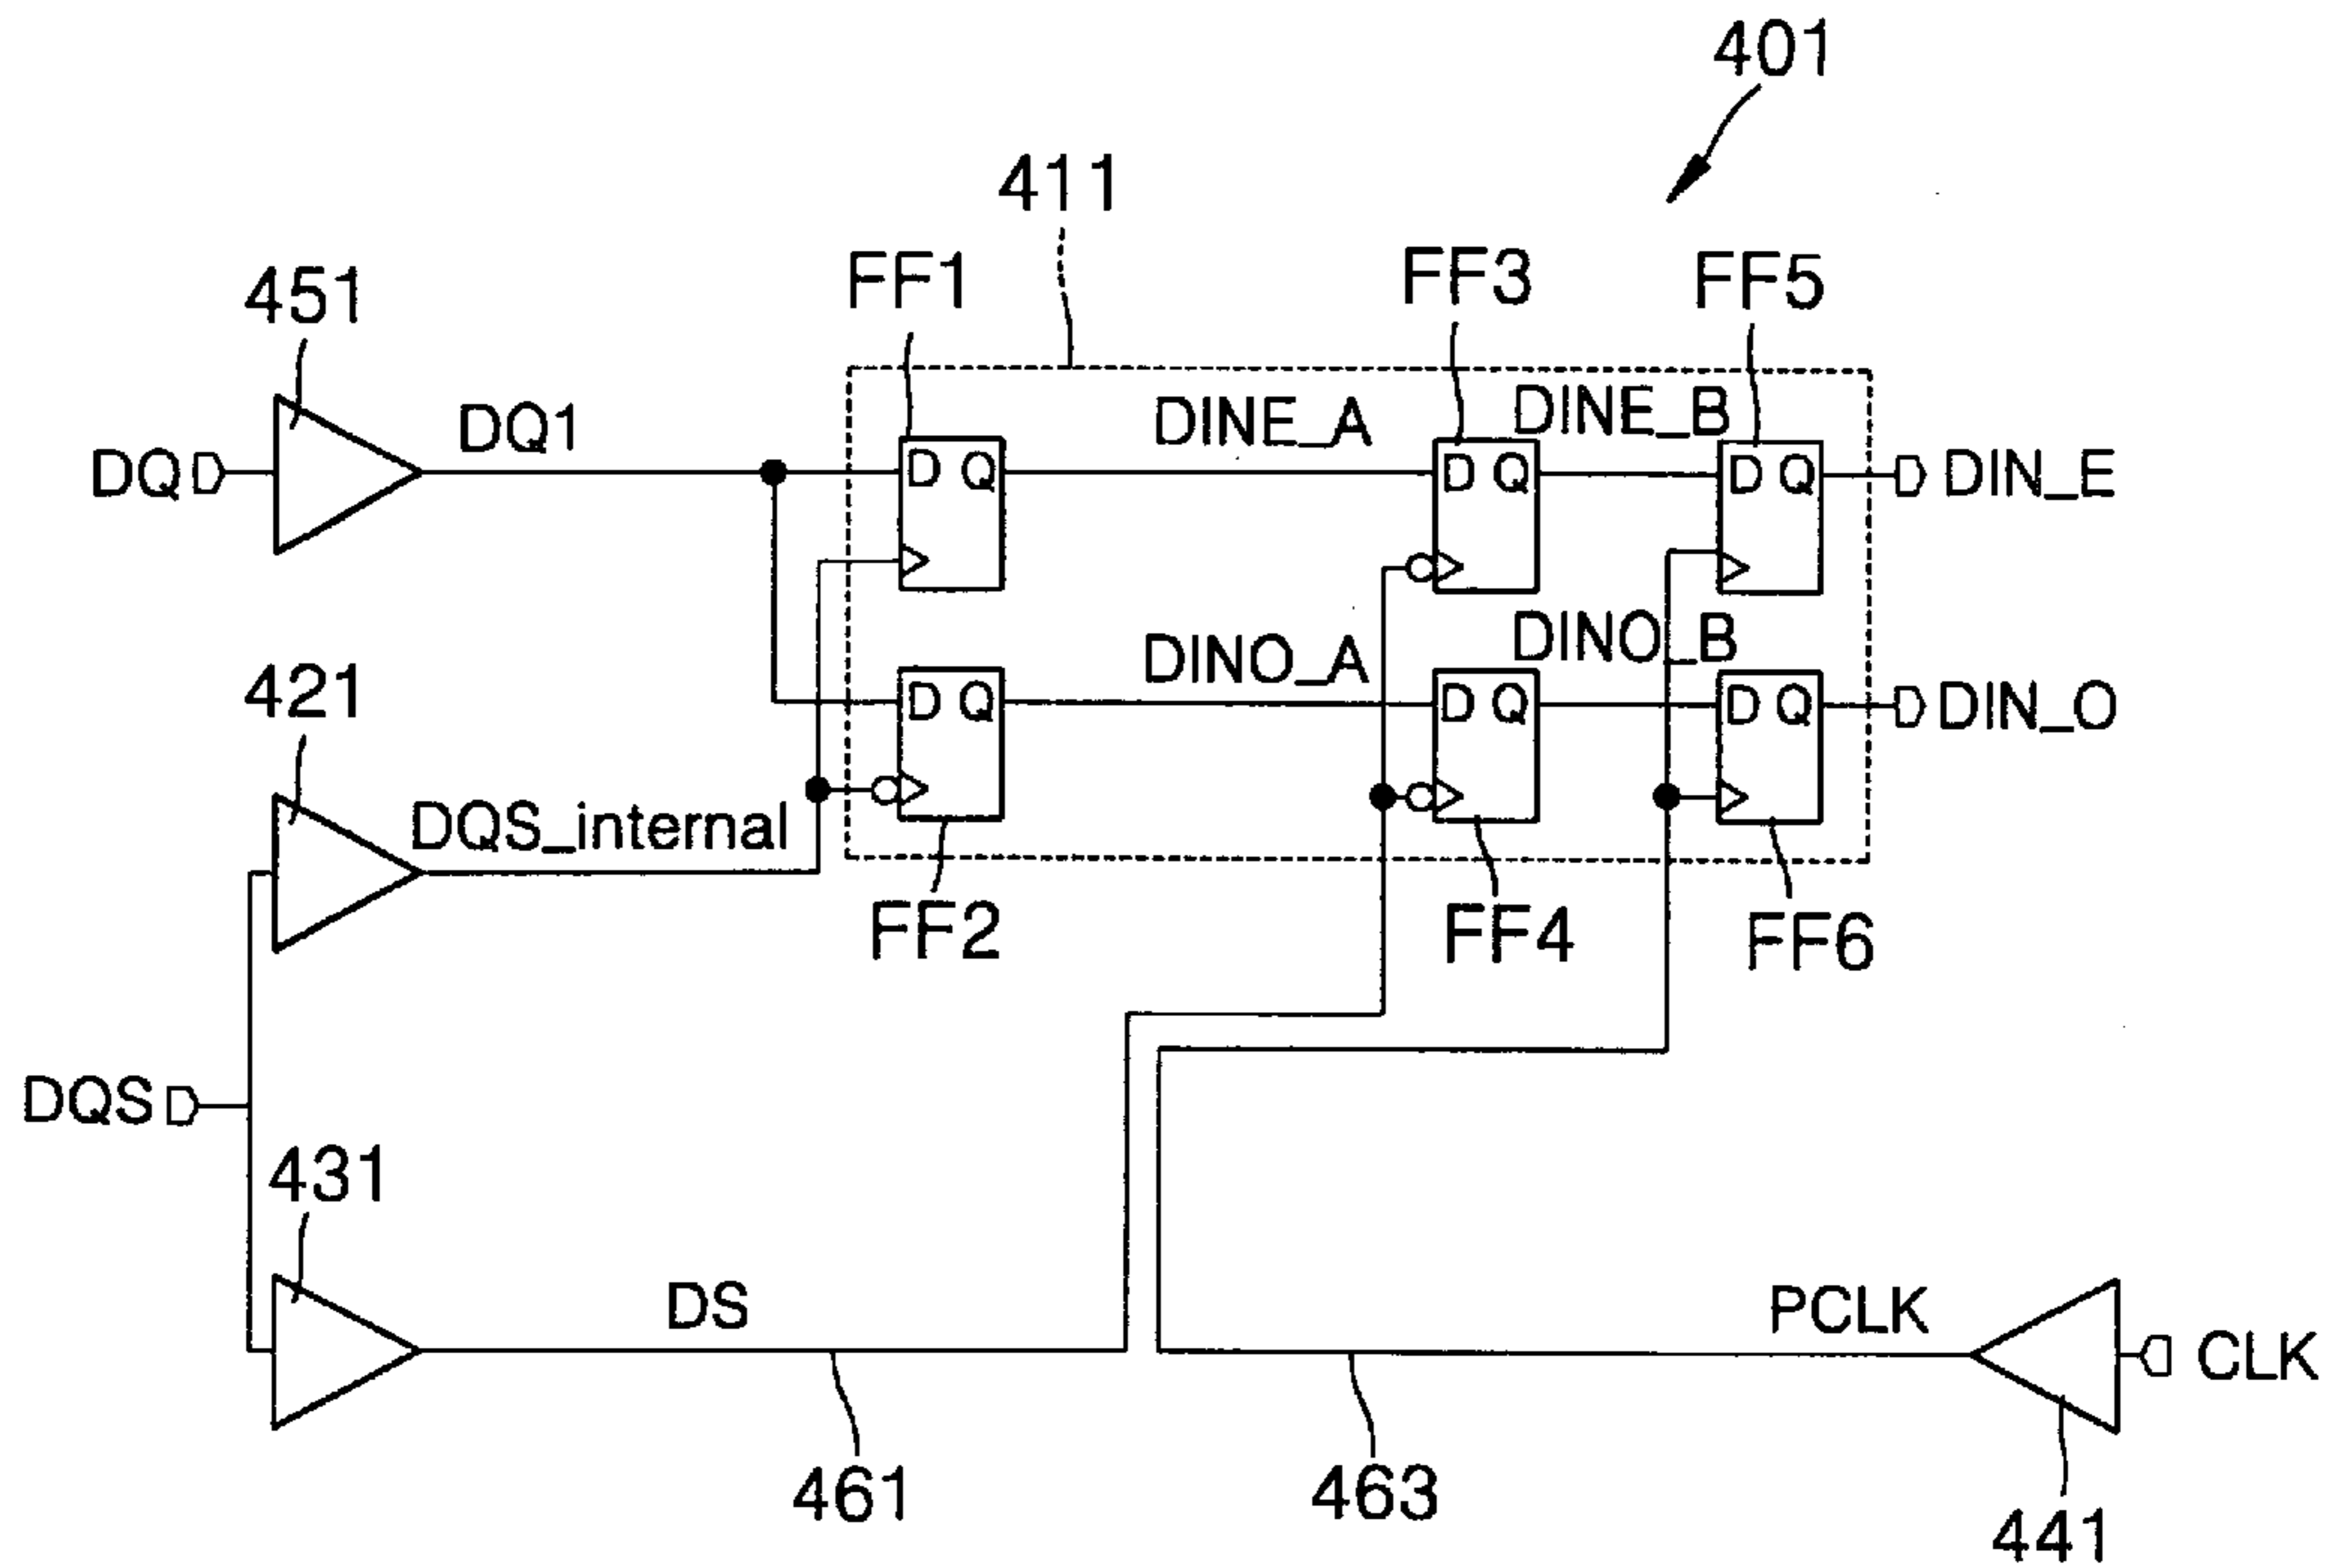 401
411
FF1
FF3
FF5
451
DQ1
DINE_A
DINE_B
DQ
D Q
D Q
D Q
DIN_E
421
DINO_A
DINO_B
D Q
D Q
D Q
DIN_O
DQS_internal
FF2
FF4
FF6
DQS
431
DS
PCLK
CLK
461
463
441